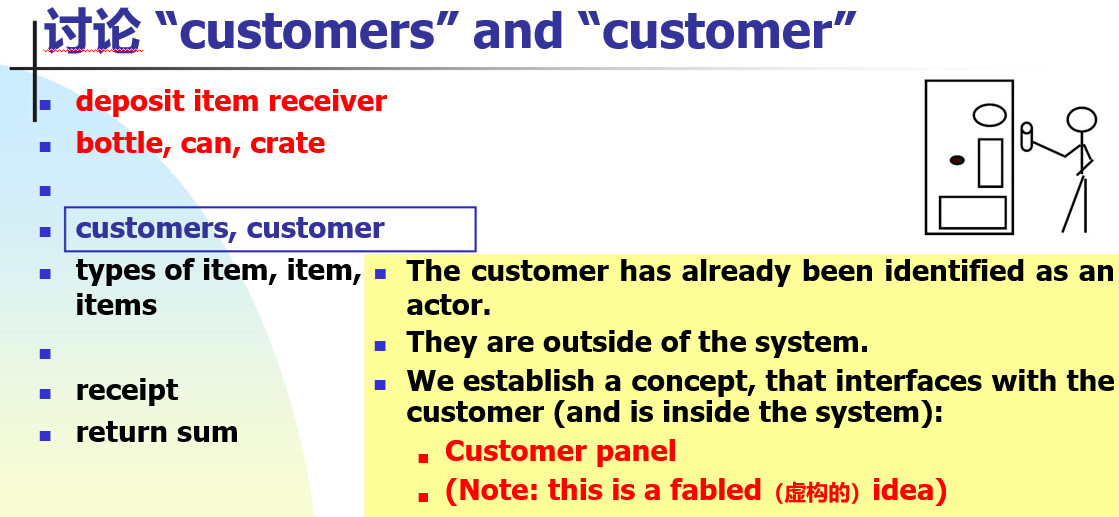 讨论 “customers” and “customer”
deposit item receiver
bottle, can, crate
customers, customer
types of item, item,
items
receipt
return sum
The customer has already been identified as an
actor.
They are outside of the system.
We establish a concept, that interfaces with the
customer (and is inside the system):
Customer panel
(Note: this is a fabled（虚构的）idea)